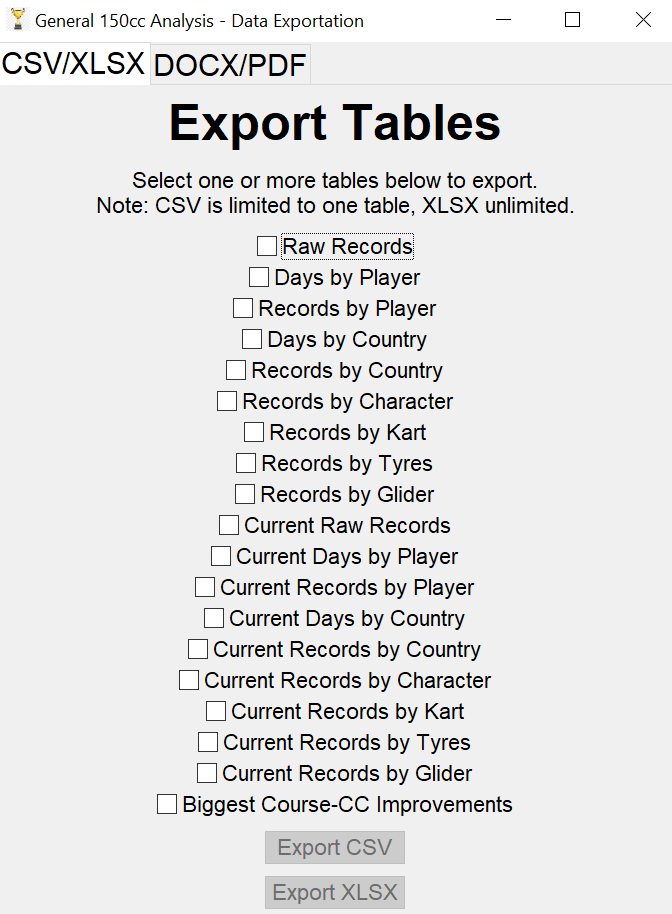 General 150cc Analysis - Data Exportation
CSV/XLSX DOCX/PDF
Export Tables
Select one or more tables below to export.
Note: CSV is limited to one table, XLSX unlimited.
Raw Records
Days by Player
Records by Player
Days by Country
Records by Country
Records by Character
Records by Kart
Records by Tyres
Records by Glider
Current Raw Records
Current Days by Player
Current Records by Player
Current Days by Country
Current Records by Country
Current Records by Character
Current Records by Kart
Current Records by Tyres
Current Records by Glider
Biggest Course-CC Improvements
Export CSV
Export XLSX